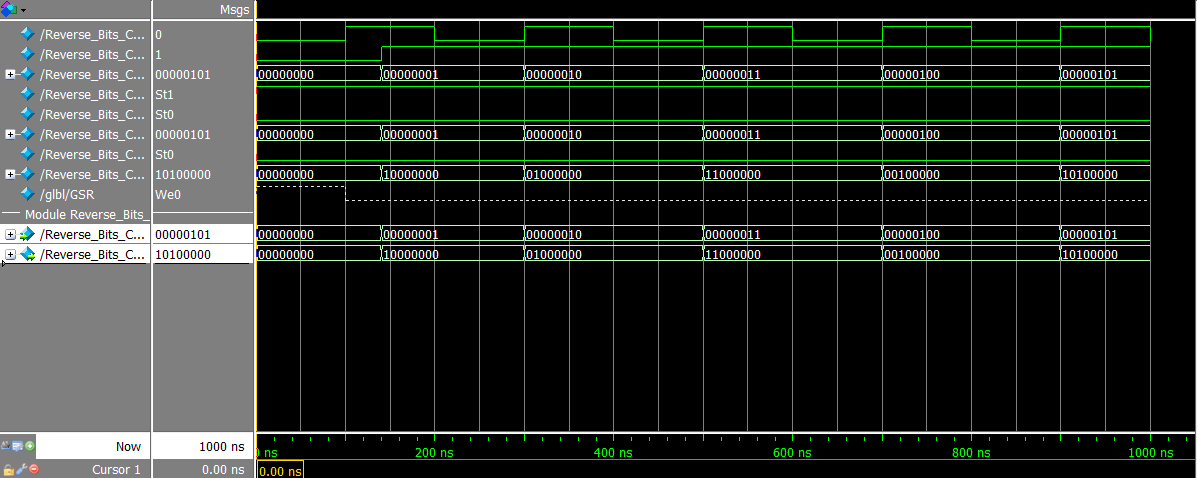 Msgs
/Reverse_Bits_C... 0
/Reverse_Bits_C... 1
/Reverse_Bits_C... 00000101 00000000 00000001 00000010 00000011 00000100 00000101
/Reverse_Bits_C... St1
/Reverse_Bits_C... St0
/Reverse_Bits_C... 00000101 00000000 00000001 00000010 00000011 00000100 00000101
/Reverse_Bits_C... St0
/Reverse_Bits_C... 10100000 00000000 10000000 01000000 11000000 00100000 10100000
/glbl/GSR We0
Module Reverse_Bits_
/Reverse_Bits_C... 00000101 00000000 00000001 00000010 00000011 00000100 00000101
/Reverse_Bits_C... 10100000 00000000 10000000 01000000 11000000 00100000 10100000
Now 1000 ns ns 200 ns 400 ns 600 ns 800 ns 1000 ns
Cursor 1 0.00 ns 0.00 ns